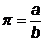 π = a/b